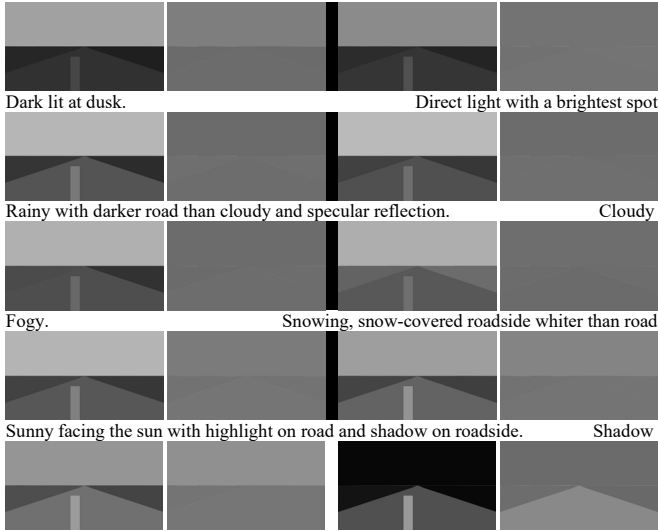 Dark lit at dusk. Direct light with a brightest spot
Rainy with darker road than cloudy and specular reflection. Cloudy
Fogy. Snowing, snow-covered roadside whiter than road
Sunny facing the sun with highlight on road and shadow on roadside. Shadow